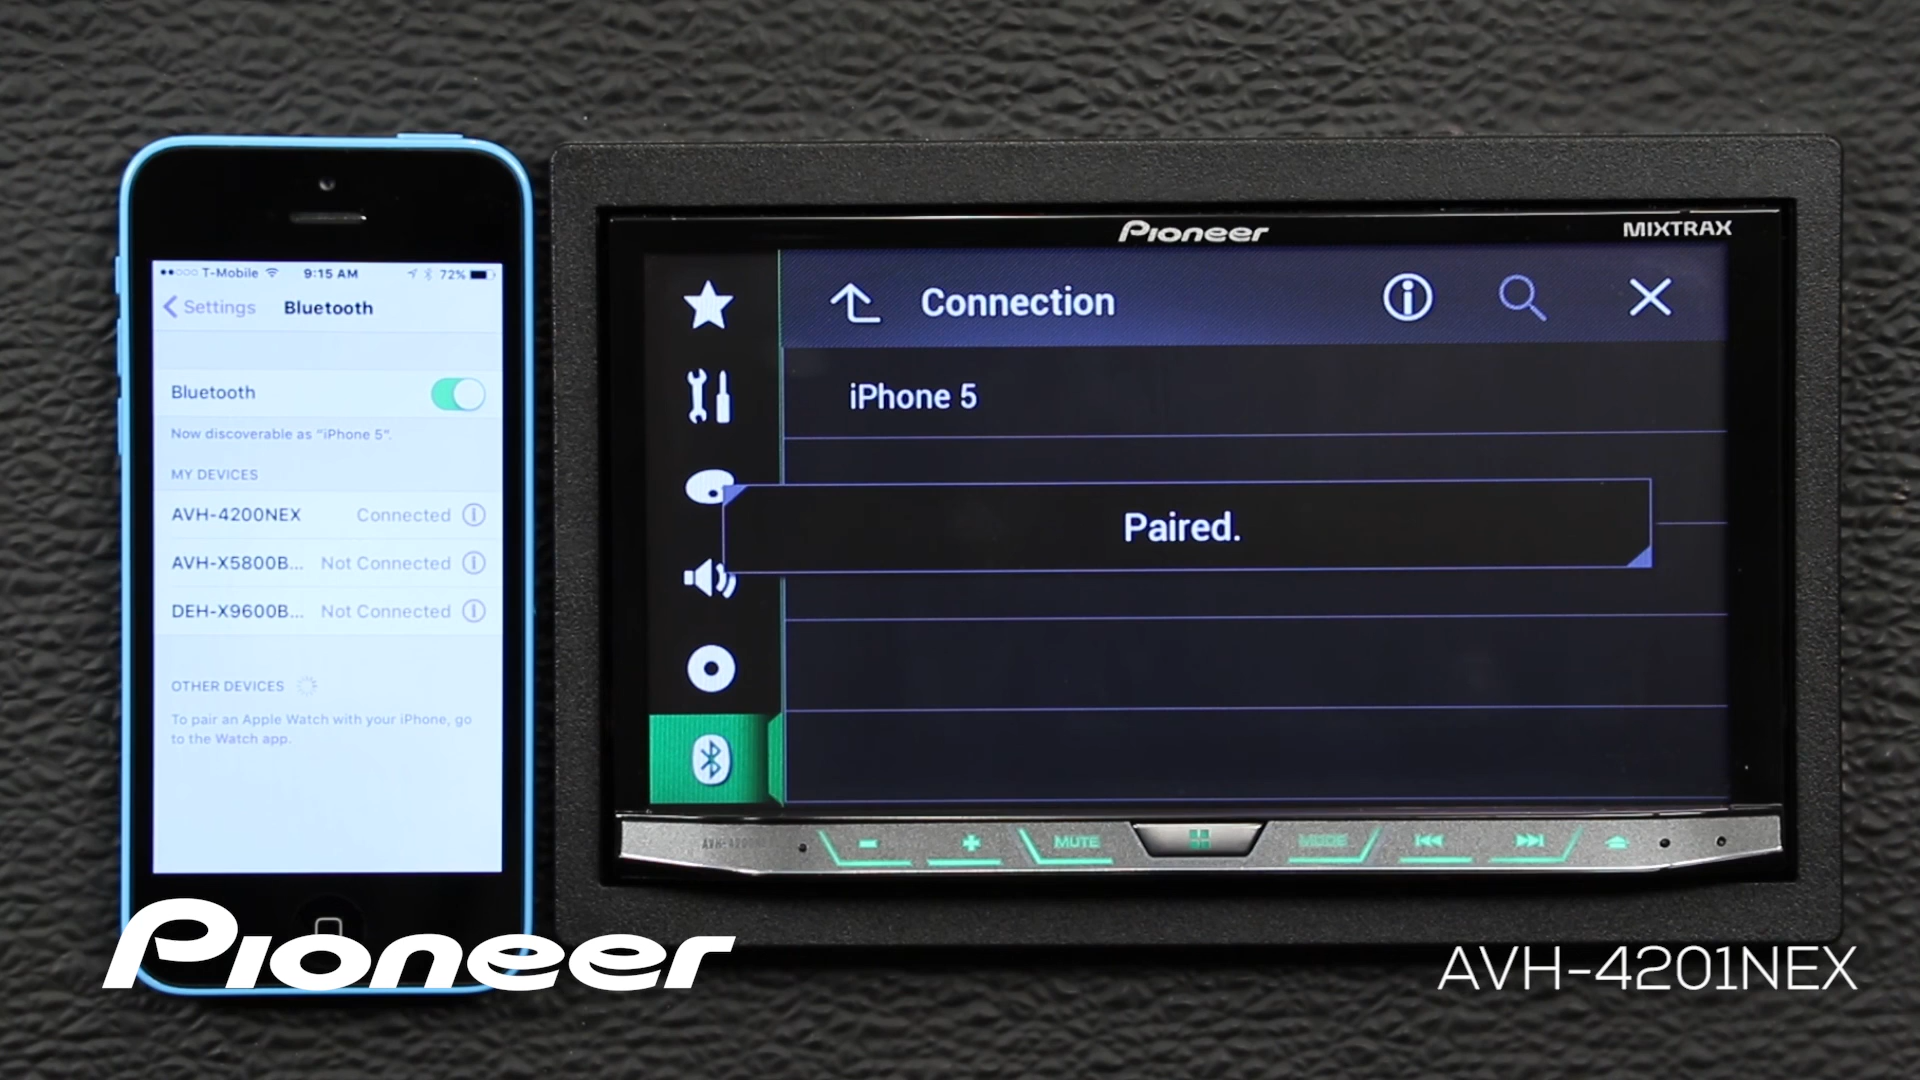 T-Mobile 9:15 AM 72%
Settings Bluetooth
Bluetooth
Now discoverable as "iPhone 5".
MY DEVICES
AVH-4200NEX Connected
AVH-X5800B... Not Connected
DEH-X9600B... Not Connected
OTHER DEVICES
To pair an Apple Watch with your iPhone, go
to the Watch app.
Pioneer MIXTRAX
Connection
iPhone 5
Paired.
MUTE MODE
Pioneer
AVH-4201NEX